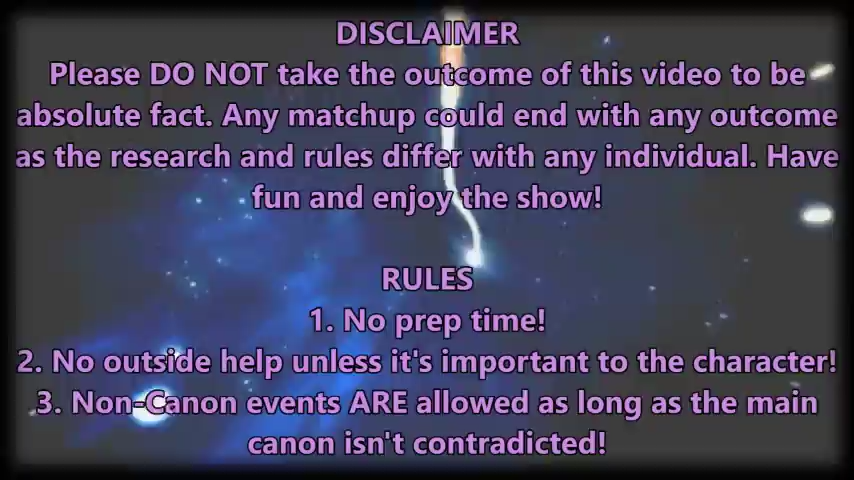 DISCLAIMER
Please DO NOT take the outcome of this video to be
absolute fact. Any matchup could end with any outcome
as the research and rules differ with any individual. Have
fun and enjoy the show!
RULES
1. No prep time!
2. No outside help unless it's important to the character!
3. Non-Canon events ARE allowed as long as the main
canon isn't contradicted!